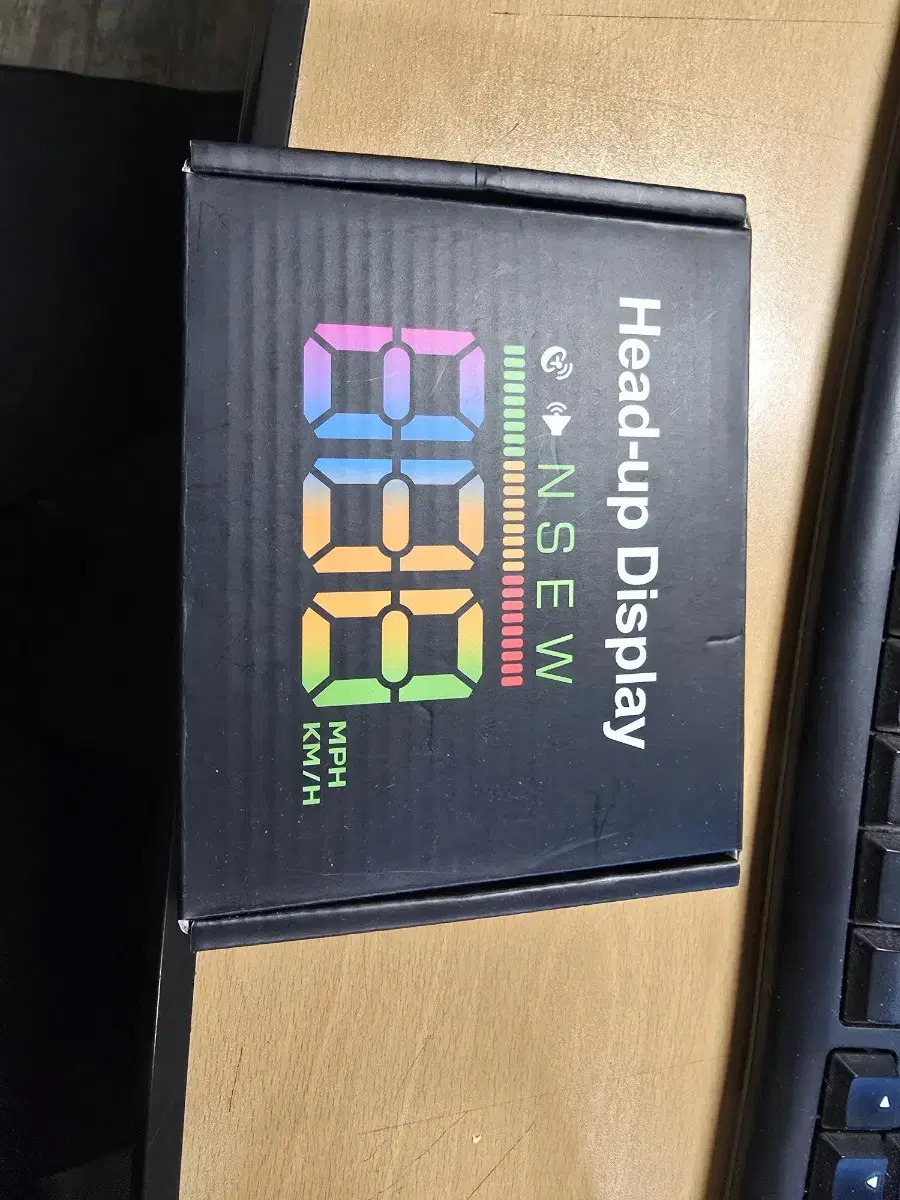 Head-up Display
N S E W
888
MPH
KM/H